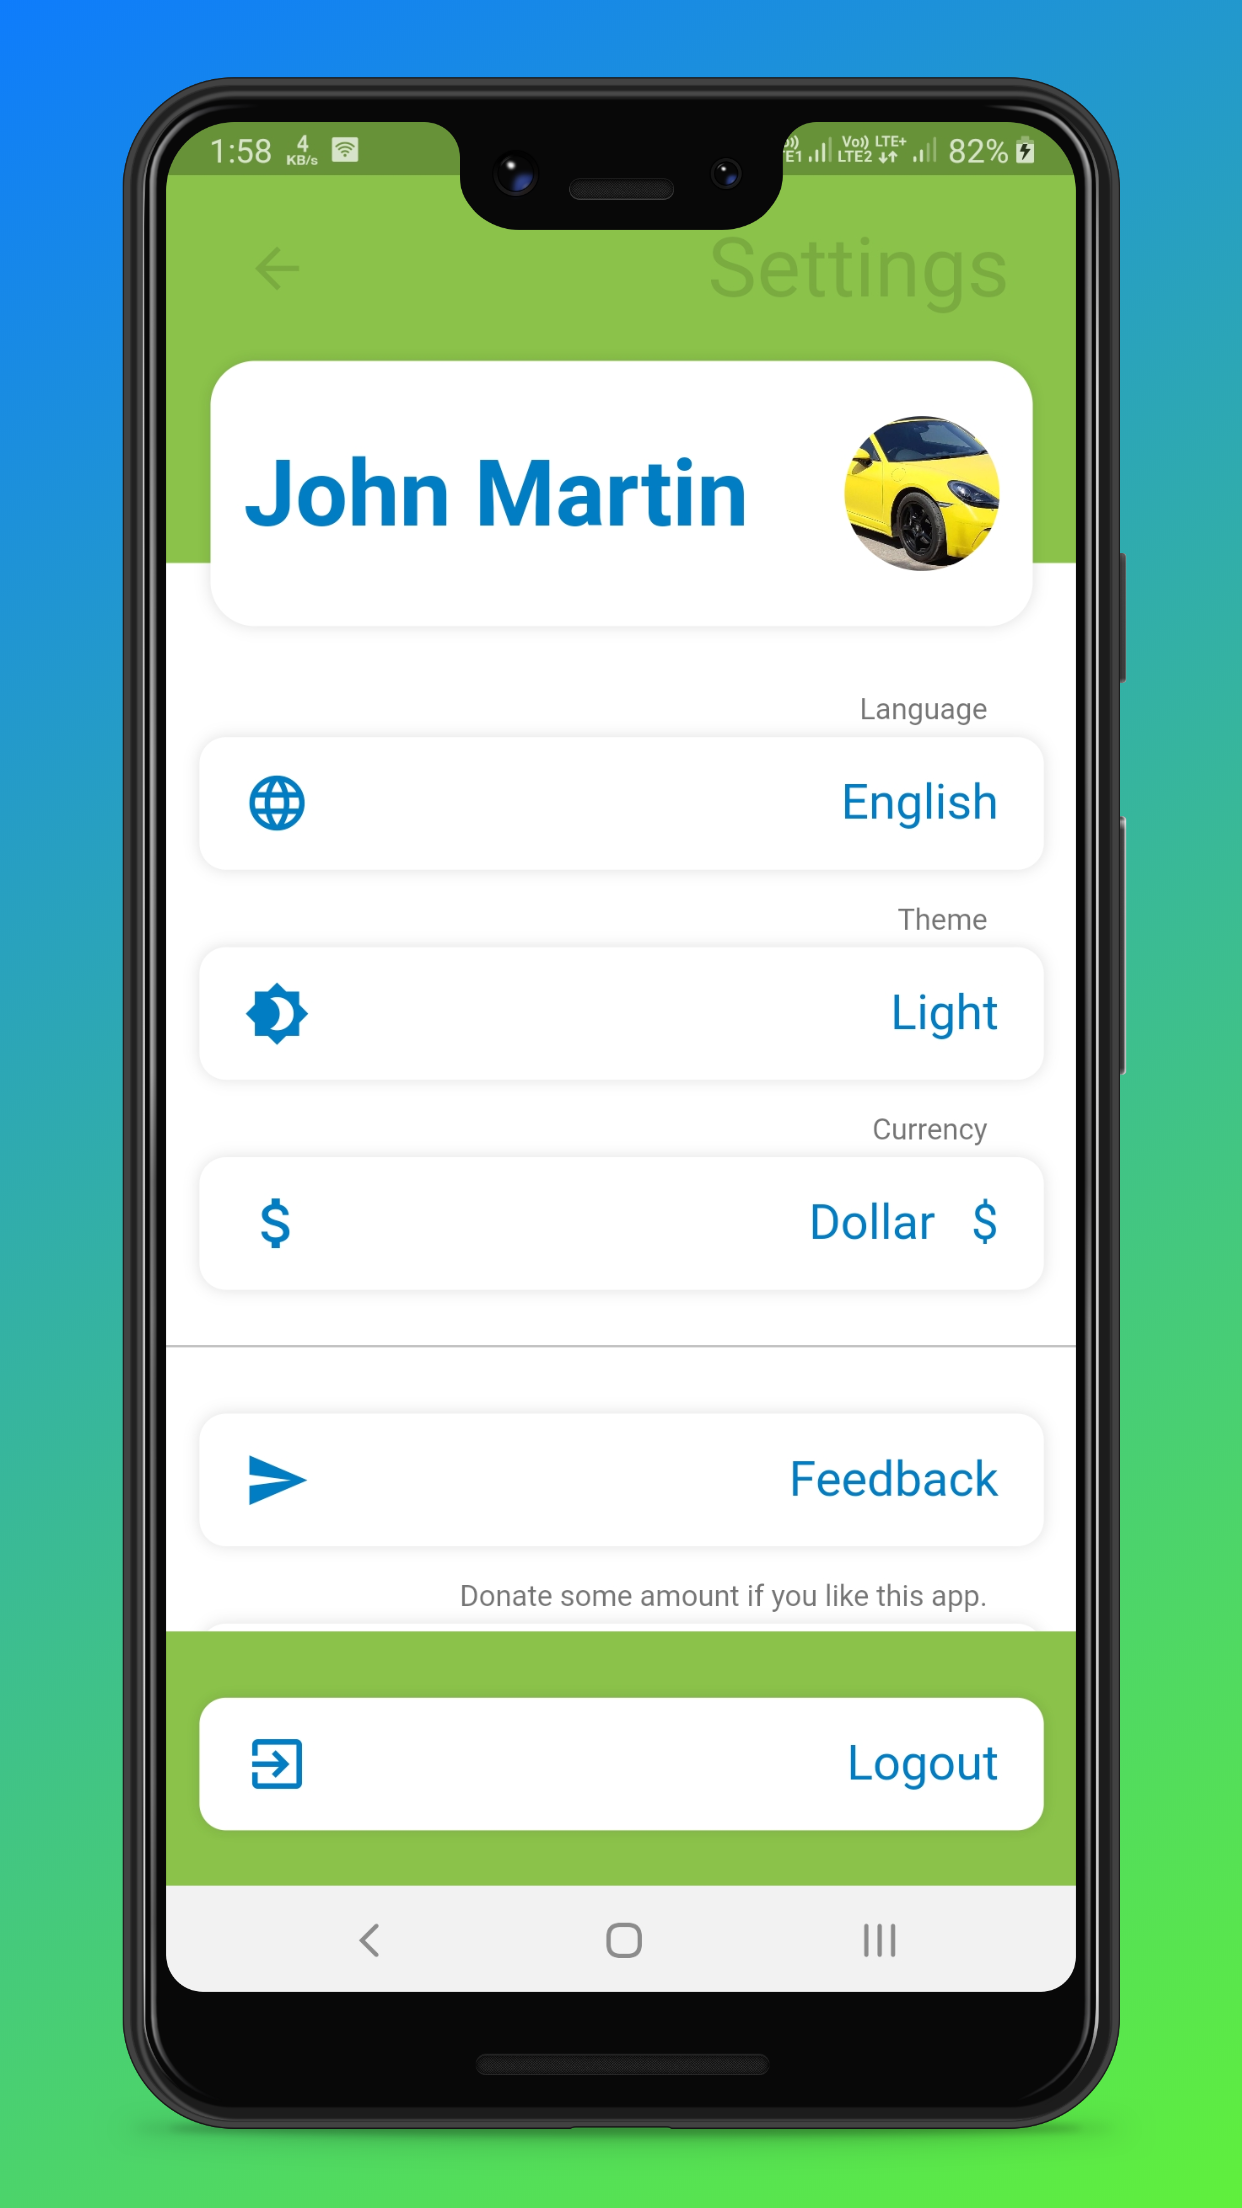 1:58 4 KB/s Vo)) LTE+ LTE2 82%
Settings
John Martin
Language
English
Theme
Light
Currency
$ Dollar $
Feedback
Donate some amount if you like this app.
Logout